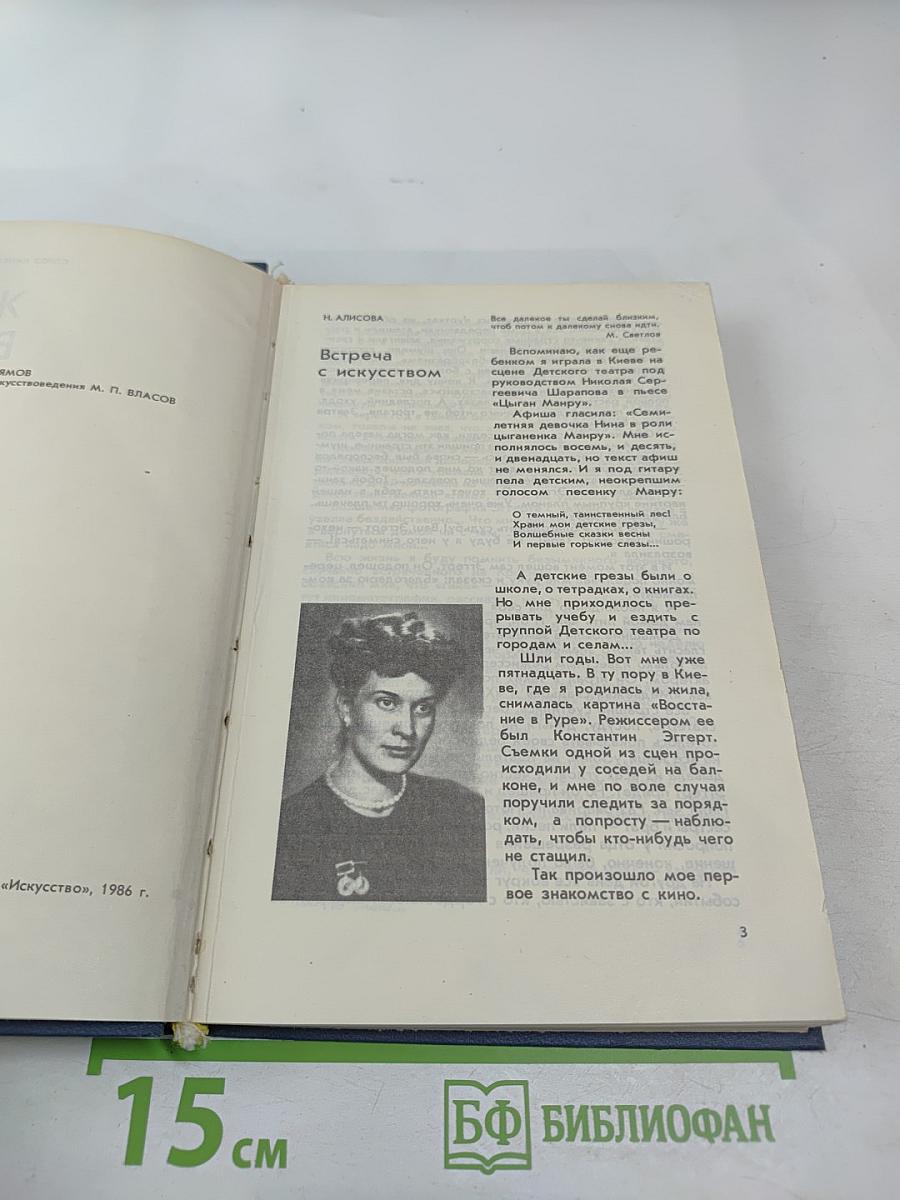 ЯМОВ
кусствоведения М. П. ВЛАСОВ
«Искусство», 1986 г.
Н. АЛИСОВА
Встреча
с искусством
Все далекое ты сделай близким,
чтоб потом к далекому снова идти.
М. Светлов
Вспоминаю, как еще ре-
бенком я играла в Киеве на
сцене Детского театра под
руководством Николая Сер-
геевича Шарапова в пьесе
«Цыган Манру».
Афиша гласила: «Семи-
летняя девочка Нина в роли
цыганенка Манру». Мне ис-
полнялось восемь, и десять,
и двенадцать, но текст афиш
не менялся. И я под гитару
пела детским, неокрепшим
голосом песенку Манру:
О темный, таинственный лес!
Храни мои детские грезы,
Волшебные сказки весны
И первые горькие слезы...
А детские грезы были о
школе, о тетрадках, о книгах.
Но мне приходилось пре-
рывать учебу и ездить с
труппой Детского театра по
городам и селам...
Шли годы. Вот мне уже
пятнадцать. В ту пору в Кие-
ве, где я родилась и жила,
снималась картина «Восста-
ние в Руре». Режиссером ее
был Константин Эггерт.
Съемки одной из сцен про-
исходили у соседей на бал-
коне, и мне по воле случая
поручили следить за поряд-
ком, а попросту — наблю-
дать, чтобы кто-нибудь чего
не стащил.
Так произошло мое пер-
вое знакомство с кино.
3
15 см
БФ БИБЛИОФАН